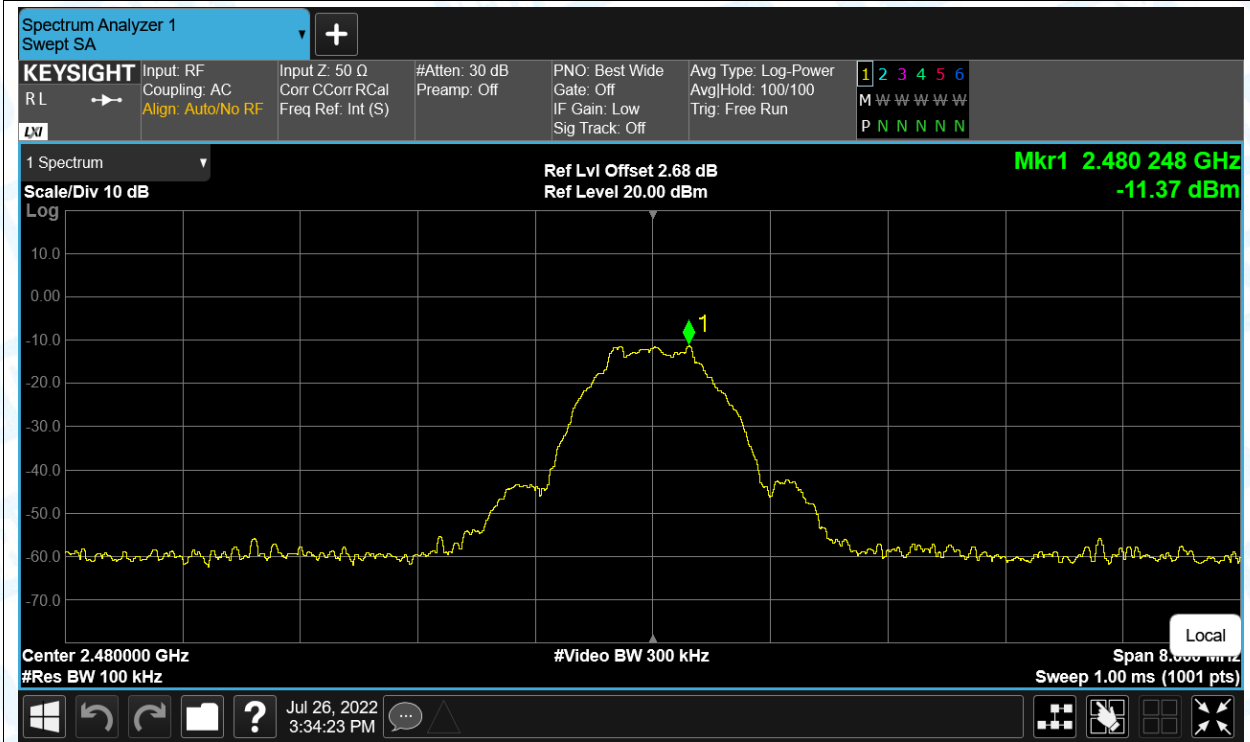 Spectrum Analyzer 1
Swept SA
+
KEYSIGHT
R L
LXI
Input: RF
Coupling: AC
Align: Auto/No RF
Input Z: 50 Ω
Corr CCorr RCal
Freq Ref: Int (S)
#Atten: 30 dB
Preamp: Off
PNO: Best Wide
Gate: Off
IF Gain: Low
Sig Track: Off
Avg Type: Log-Power
Avg|Hold: 100/100
Trig: Free Run
1 2 3 4 5 6
M W W W W W W
P N N N N N N
1 Spectrum
Scale/Div 10 dB
Ref Lvl Offset 2.68 dB
Ref Level 20.00 dBm
Mkr1 2.480 248 GHz
-11.37 dBm
Log
10.0
0.00
-10.0
-20.0
-30.0
-40.0
-50.0
-60.0
-70.0
1
Local
Center 2.480000 GHz
#Video BW 300 kHz
Span 8.000 MHz
#Res BW 100 kHz
Sweep 1.00 ms (1001 pts)
?
Jul 26, 2022
3:34:23 PM